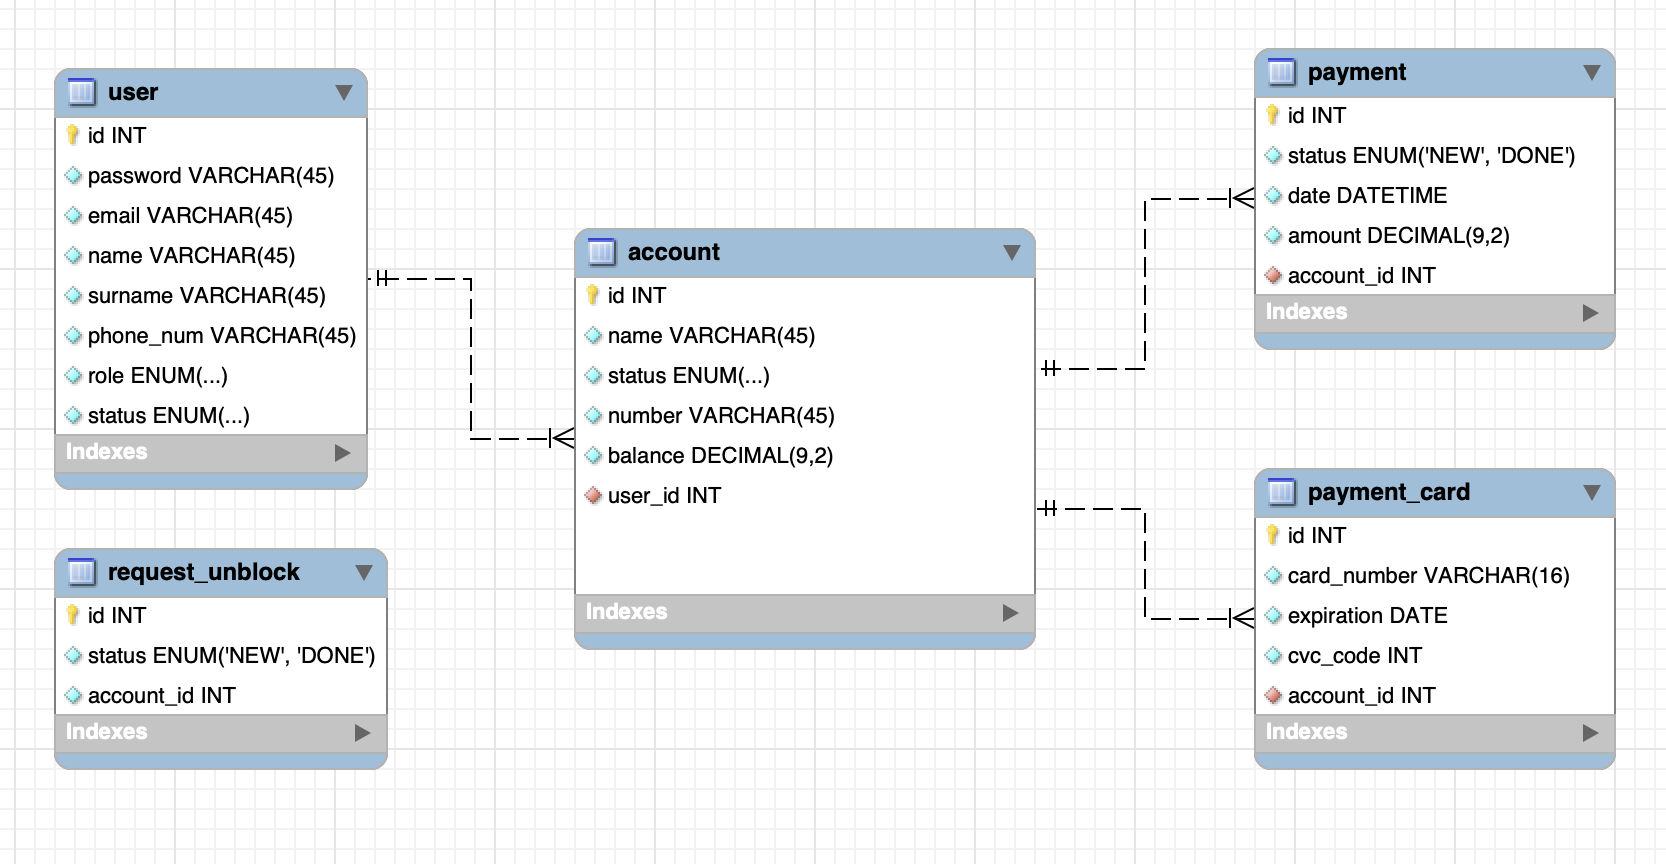 user
id INT
password VARCHAR(45)
email VARCHAR(45)
name VARCHAR(45)
surname VARCHAR(45)
phone_num VARCHAR(45)
role ENUM(...)
status ENUM(...)
Indexes
request_unblock
id INT
status ENUM('NEW', 'DONE')
account_id INT
Indexes
account
id INT
name VARCHAR(45)
status ENUM(...)
number VARCHAR(45)
balance DECIMAL(9,2)
user_id INT
Indexes
payment
id INT
status ENUM('NEW', 'DONE')
date DATETIME
amount DECIMAL(9,2)
account_id INT
Indexes
payment_card
id INT
card_number VARCHAR(16)
expiration DATE
cvc_code INT
account_id INT
Indexes